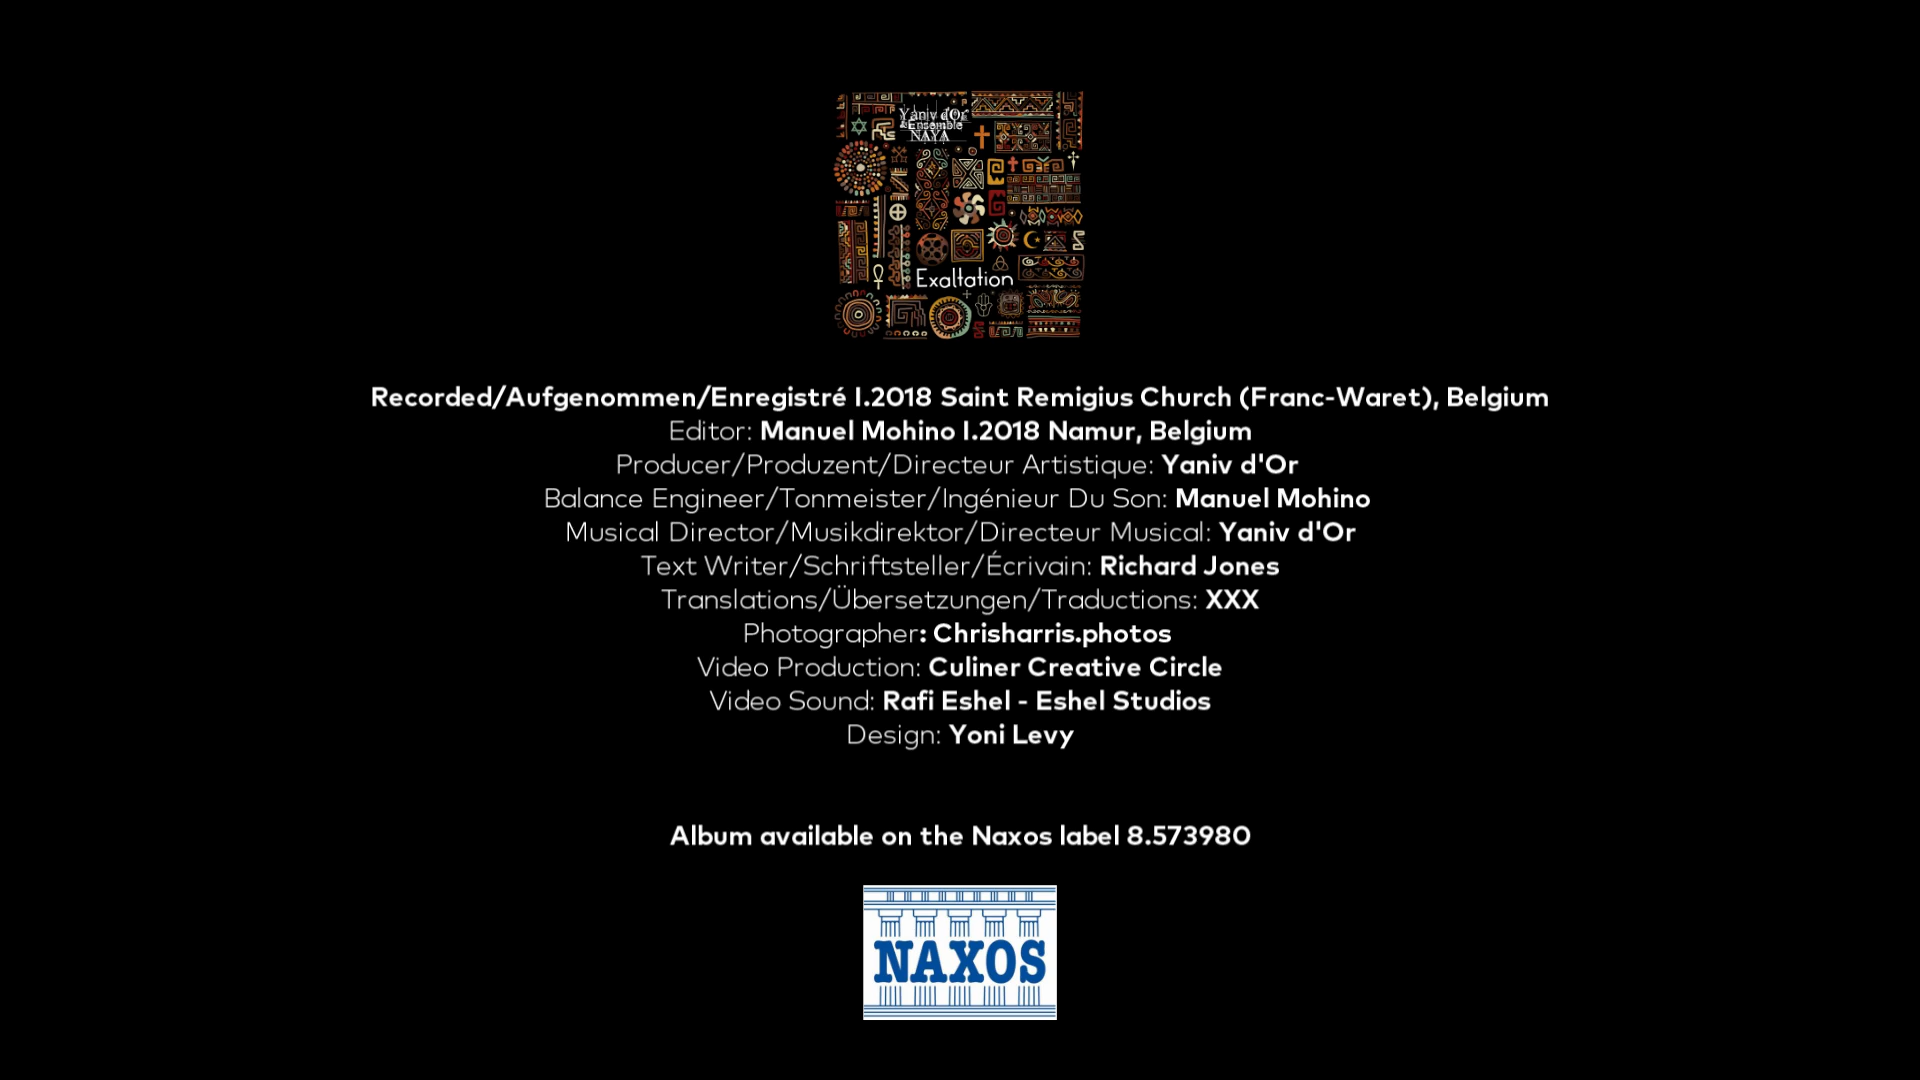 Yaniv d'Or
& Ensemble
NAYA
Exaltation
Recorded/Aufgenommen/Enregistré I.2018 Saint Remigius Church (Franc-Waret), Belgium
Editor: Manuel Mohino I.2018 Namur, Belgium
Producer/Produzent/Directeur Artistique: Yaniv d'Or
Balance Engineer/Tonmeister/Ingénieur Du Son: Manuel Mohino
Musical Director/Musikdirektor/Directeur Musical: Yaniv d'Or
Text Writer/Schriftsteller/Écrivain: Richard Jones
Translations/Übersetzungen/Traductions: XXX
Photographer: Chrisharris.photos
Video Production: Culiner Creative Circle
Video Sound: Rafi Eshel - Eshel Studios
Design: Yoni Levy
Album available on the Naxos label 8.573980
NAXOS